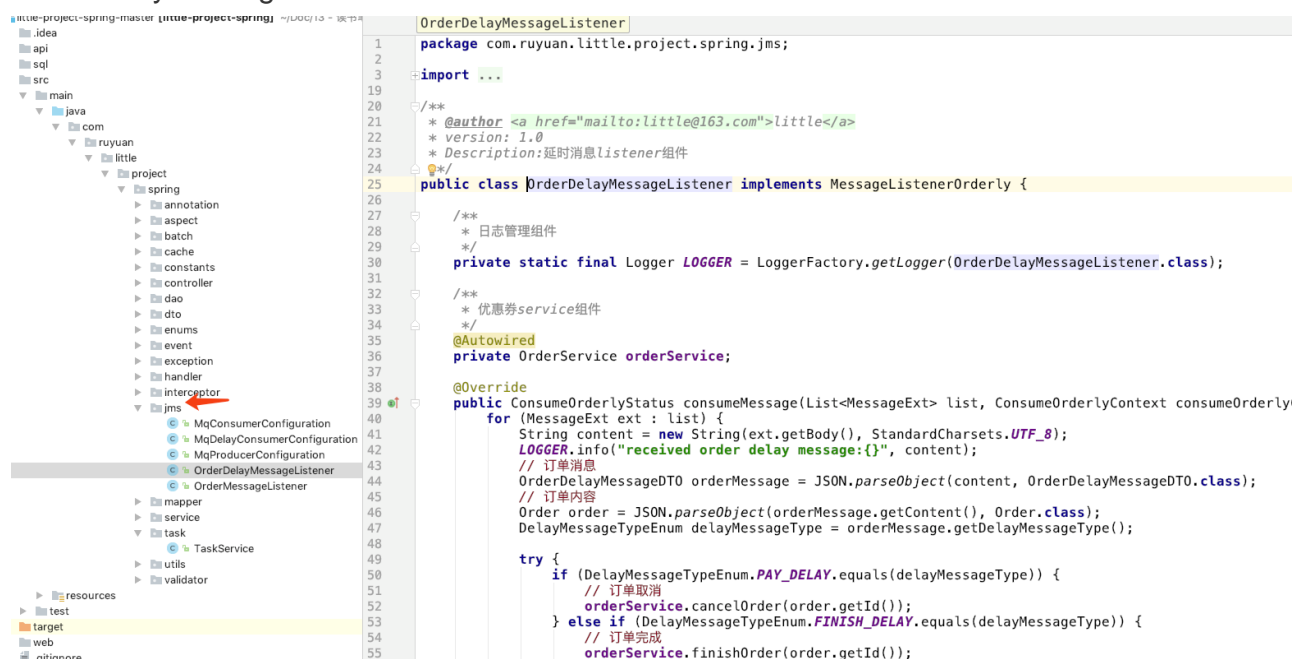 little-project-spring-master [little-project-spring]
.idea
api
sql
src
main
java
com
ruyuan
little
project
spring
annotation
aspect
batch
cache
constants
controller
dao
dto
enums
event
exception
handler
interceptor
jms
MqConsumerConfiguration
MqDelayConsumerConfiguration
MqProducerConfiguration
OrderDelayMessageListener
OrderMessageListener
mapper
service
task
TaskService
utils
validator
resources
test
target
web
.gitignore
OrderDelayMessageListener
1 package com.ruyuan.little.project.spring.jms;
2
3 import ...
19
20 /**
21  * @author <a href="mailto:little@163.com">little</a>
22  * version: 1.0
23  * Description:延时消息listener组件
24  */
25 public class OrderDelayMessageListener implements MessageListenerOrderly {
26
27     /**
28      * 日志管理组件
29      */
30     private static final Logger LOGGER = LoggerFactory.getLogger(OrderDelayMessageListener.class);
31
32     /**
33      * 优惠券service组件
34      */
35     @Autowired
36     private OrderService orderService;
37
38     @Override
39     public ConsumeOrderlyStatus consumeMessage(List<MessageExt> list, ConsumeOrderlyContext consumeOrderlyC
40         for (MessageExt ext : list) {
41             String content = new String(ext.getBody(), StandardCharsets.UTF_8);
42             LOGGER.info("received order delay message:{}", content);
43             // 订单消息
44             OrderDelayMessageDTO orderMessage = JSON.parseObject(content, OrderDelayMessageDTO.class);
45             // 订单内容
46             Order order = JSON.parseObject(orderMessage.getContent(), Order.class);
47             DelayMessageTypeEnum delayMessageType = orderMessage.getDelayMessageType();
48
49             try {
50                 if (DelayMessageTypeEnum.PAY_DELAY.equals(delayMessageType)) {
51                     // 订单取消
52                     orderService.cancelOrder(order.getId());
53                 } else if (DelayMessageTypeEnum.FINISH_DELAY.equals(delayMessageType)) {
54                     // 订单完成
55                     orderService.finishOrder(order.getId());